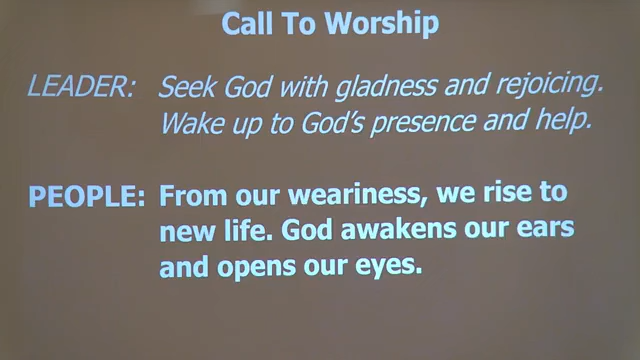 Call To Worship
LEADER: Seek God with gladness and rejoicing.
Wake up to God's presence and help.
PEOPLE: From our weariness, we rise to
new life. God awakens our ears
and opens our eyes.